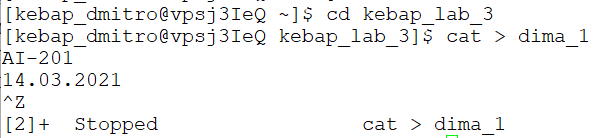 [kebap_dmitro@vpsj3IeQ ~]$ cd kebap_lab_3
[kebap_dmitro@vpsj3IeQ kebap_lab_3]$ cat > dima_1
AI-201
14.03.2021
^Z
[2]+  Stopped                 cat > dima_1